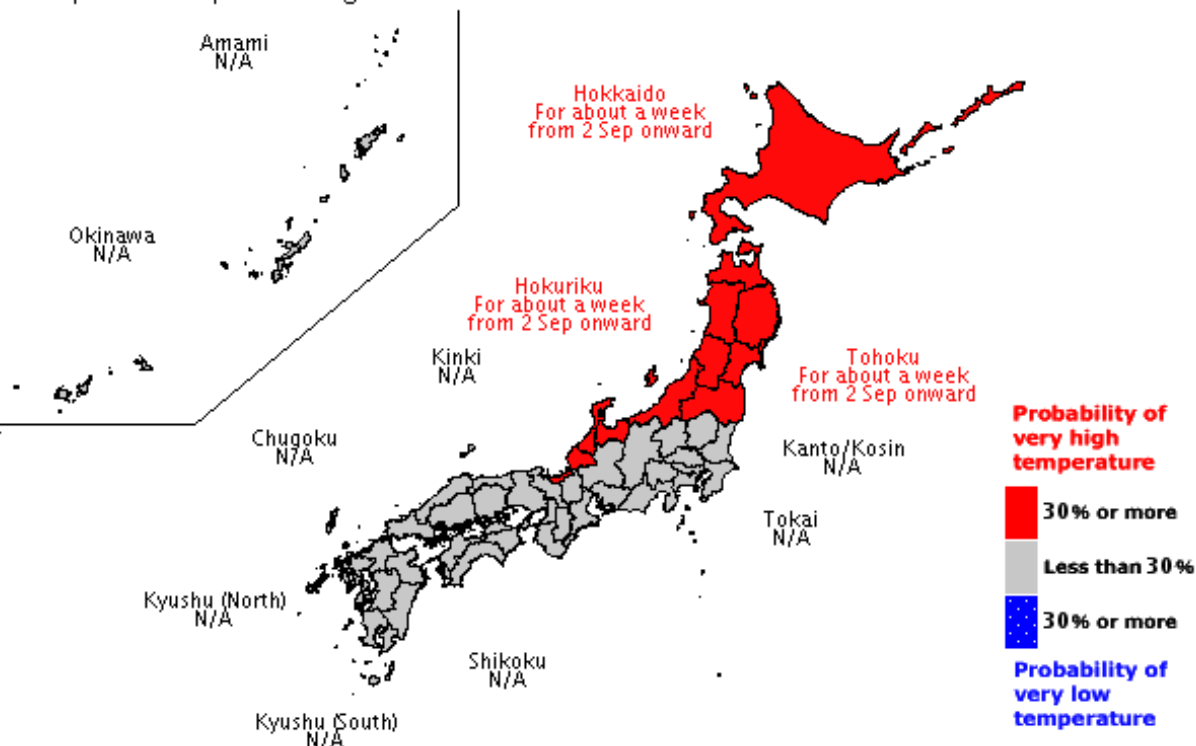 Amami
N/A
Hokkaido
For about a week
from 2 Sep onward
Okinawa
N/A
Hokuriku
For about a week
from 2 Sep onward
Kinki
N/A
Tohoku
For about a week
from 2 Sep onward
Chugoku
N/A
Kanto/Kosin
N/A
Tokai
N/A
Kyushu (North)
N/A
Shikoku
N/A
Kyushu (South)
N/A
Probability of
very high
temperature
30% or more
Less than 30%
30% or more
Probability of
very low
temperature